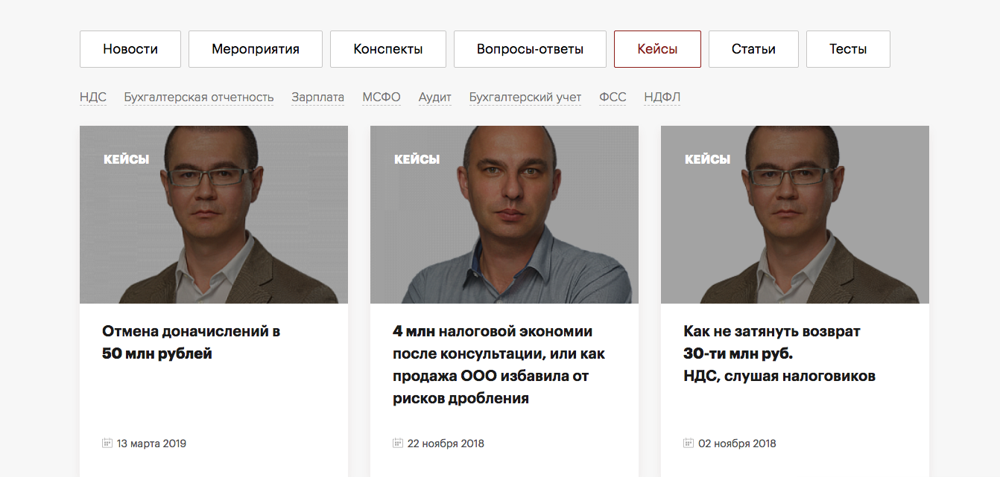 Новости Мероприятия Конспекты Вопросы-ответы Кейсы Статьи Тесты
НДС Бухгалтерская отчетность Зарплата МСФО Аудит Бухгалтерский учет ФСС НДФЛ
КЕЙСЫ
Отмена доначислений в
50 млн рублей
13 марта 2019
КЕЙСЫ
4 млн налоговой экономии
после консультации, или как
продажа ООО избавила от
рисков дробления
22 ноября 2018
КЕЙСЫ
Как не затянуть возврат
30-ти млн руб.
НДС, слушая налоговиков
02 ноября 2018